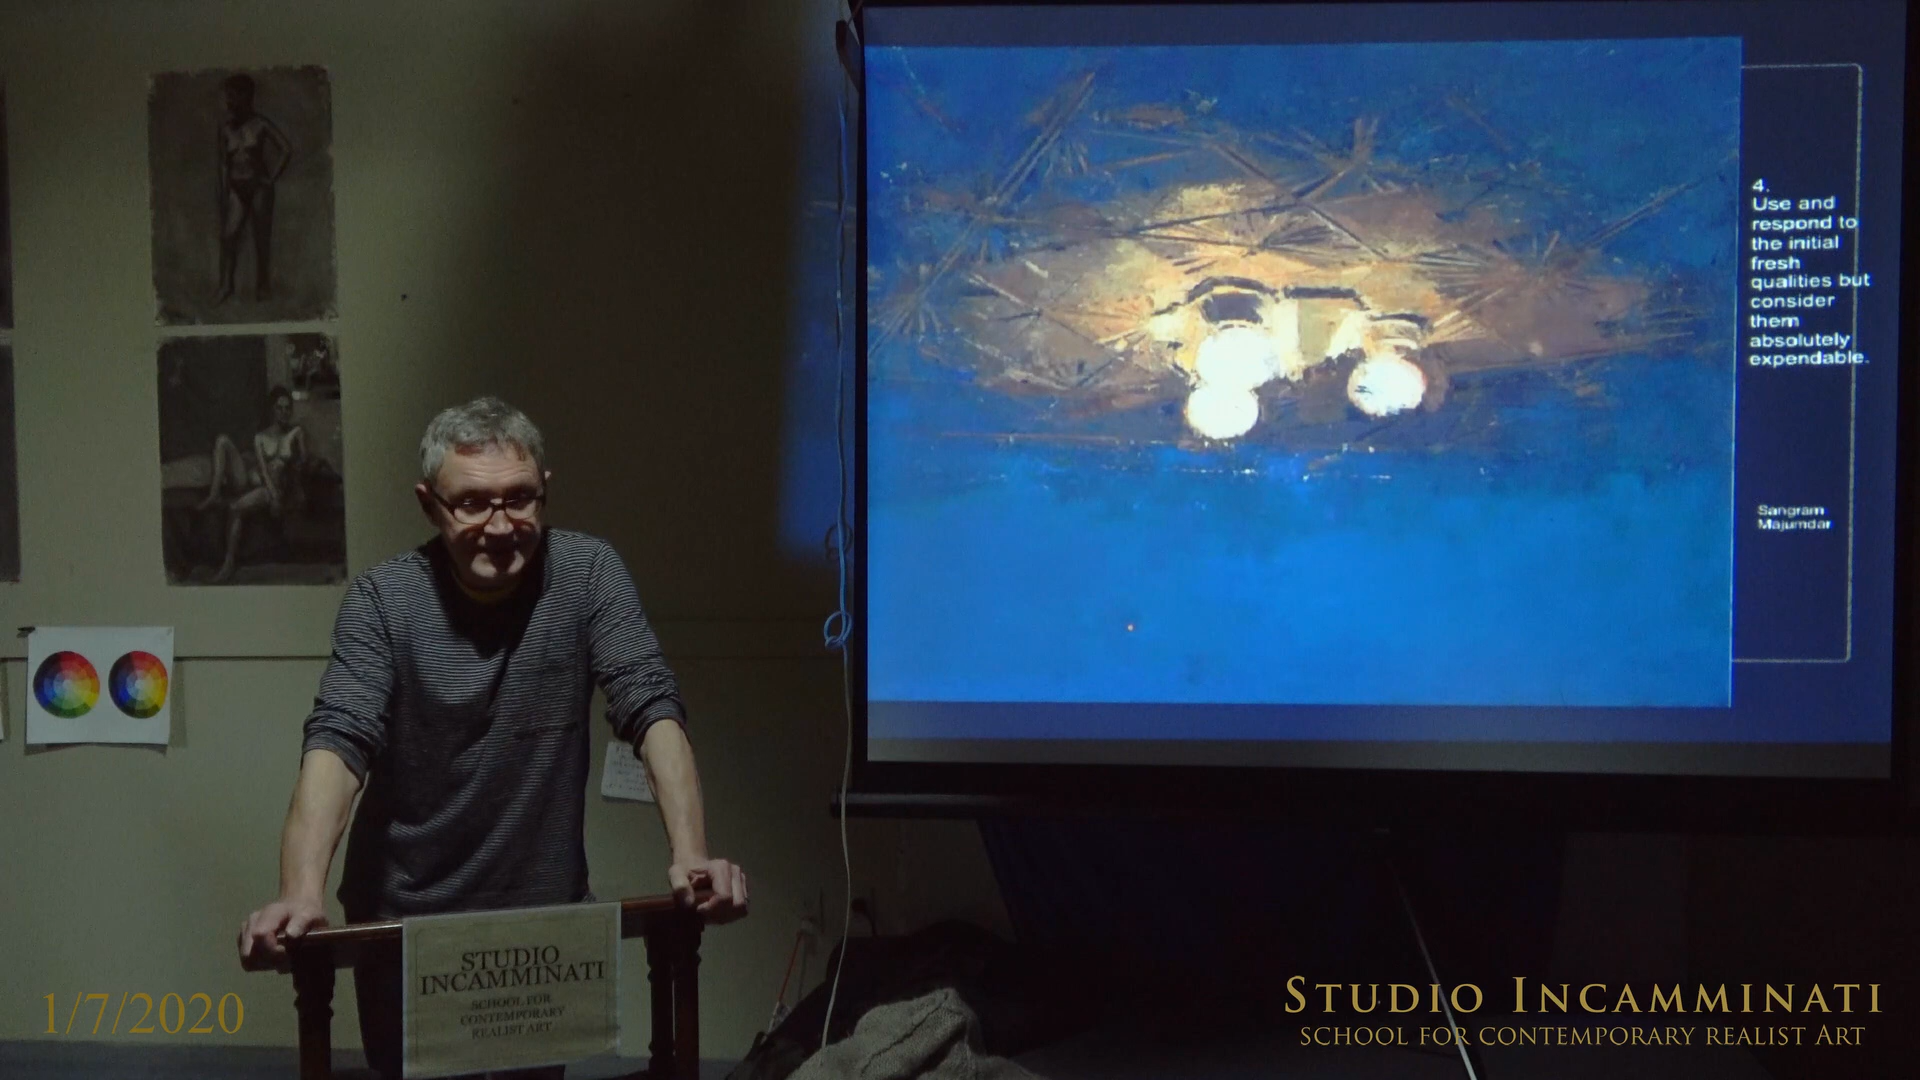 4.
Use and
respond to
the initial
fresh
qualities but
consider
them
absolutely
expendable.
Sangram
Majumdar
STUDIO
INCAMMINATI
SCHOOL FOR
CONTEMPORARY
REALIST ART
1/7/2020
STUDIO INCAMMINATI
SCHOOL FOR CONTEMPORARY REALIST ART